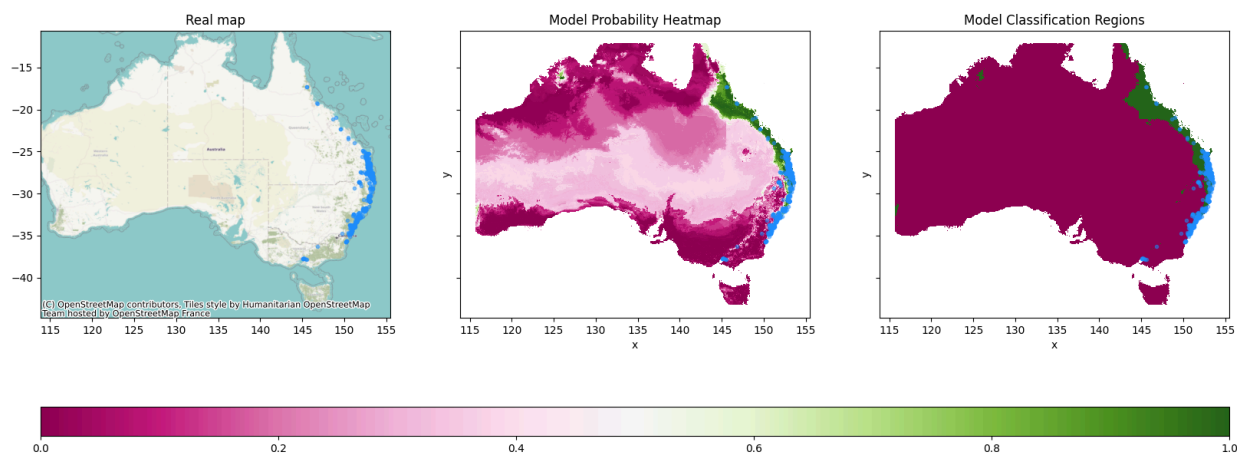 Real map
Model Probability Heatmap
Model Classification Regions
−15
−20
−25
−30
−35
−40
Australia
(C) OpenStreetMap contributors, Tiles style by Humanitarian OpenStreetMap
Team hosted by OpenStreetMap France
115 120 125 130 135 140 145 150 155
y
115 120 125 130 135 140 145 150 155
x
y
115 120 125 130 135 140 145 150 155
x
0.0 0.2 0.4 0.6 0.8 1.0